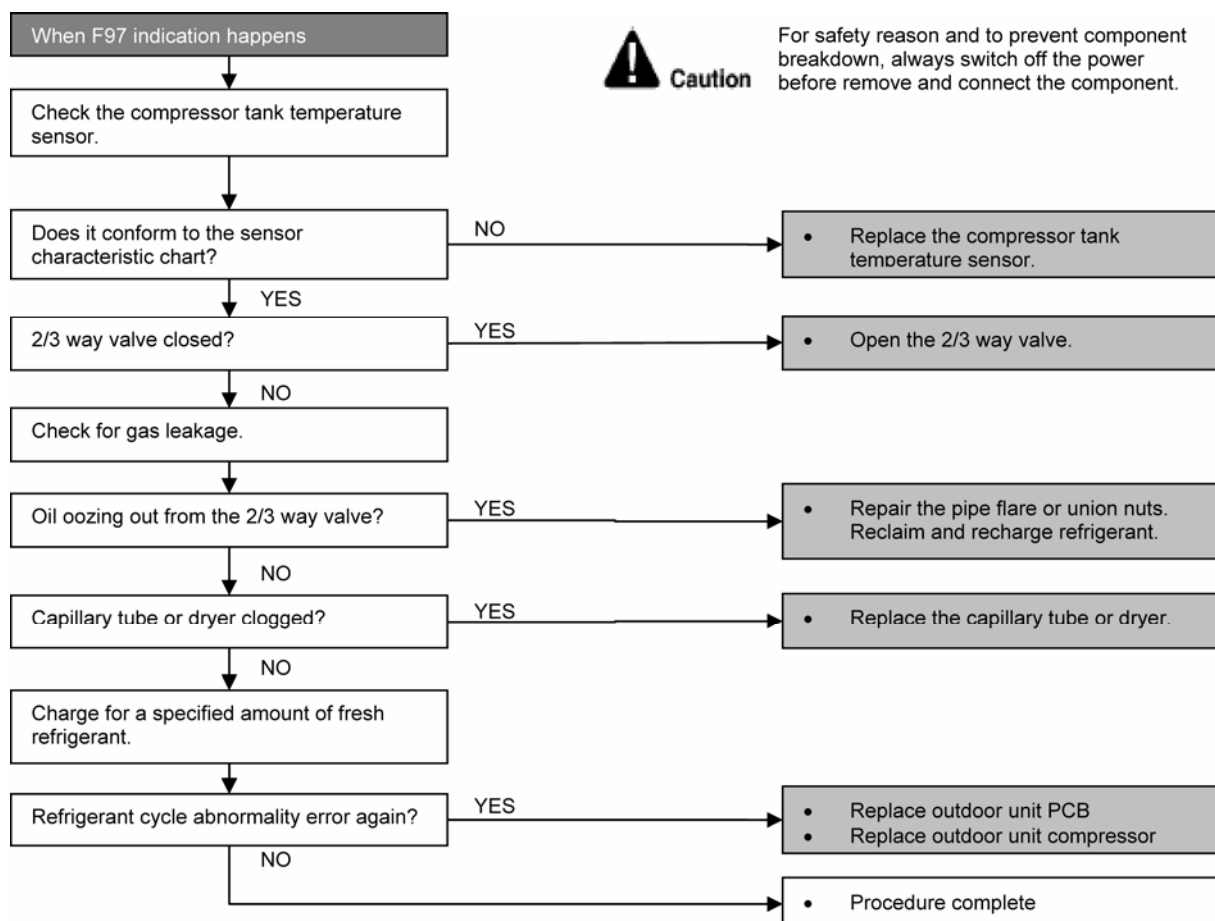 When F97 indication happens
Caution
For safety reason and to prevent component
breakdown, always switch off the power
before remove and connect the component.
Check the compressor tank temperature
sensor.
Does it conform to the sensor
characteristic chart?
NO
• Replace the compressor tank
temperature sensor.
YES
2/3 way valve closed?
YES
• Open the 2/3 way valve.
NO
Check for gas leakage.
Oil oozing out from the 2/3 way valve?
YES
• Repair the pipe flare or union nuts.
Reclaim and recharge refrigerant.
NO
Capillary tube or dryer clogged?
YES
• Replace the capillary tube or dryer.
NO
Charge for a specified amount of fresh
refrigerant.
Refrigerant cycle abnormality error again?
YES
• Replace outdoor unit PCB
• Replace outdoor unit compressor
NO
• Procedure complete